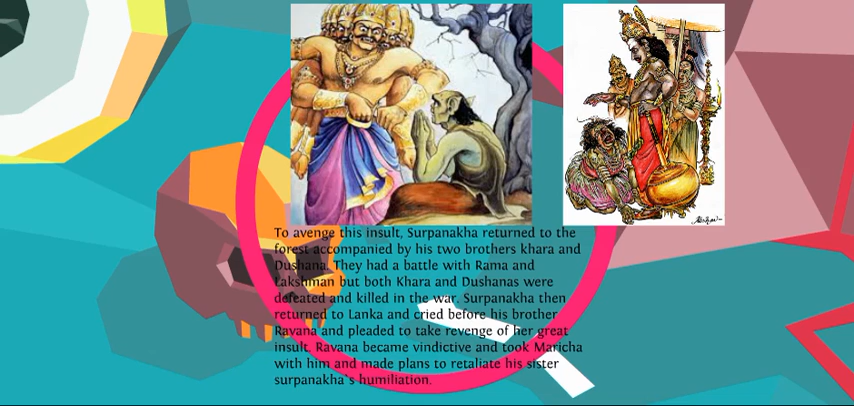 To avenge this insult, Surpanakha returned to the
forest accompanied by his two brothers khara and
Dushana. They had a battle with Rama and
Lakshman but both Khara and Dushanas were
defeated and killed in the war. Surpanakha then
returned to Lanka and cried before his brother
Ravana and pleaded to take revenge of her great
insult. Ravana became vindictive and took Maricha
with him and made plans to retaliate his sister
surpanakha's humiliation.